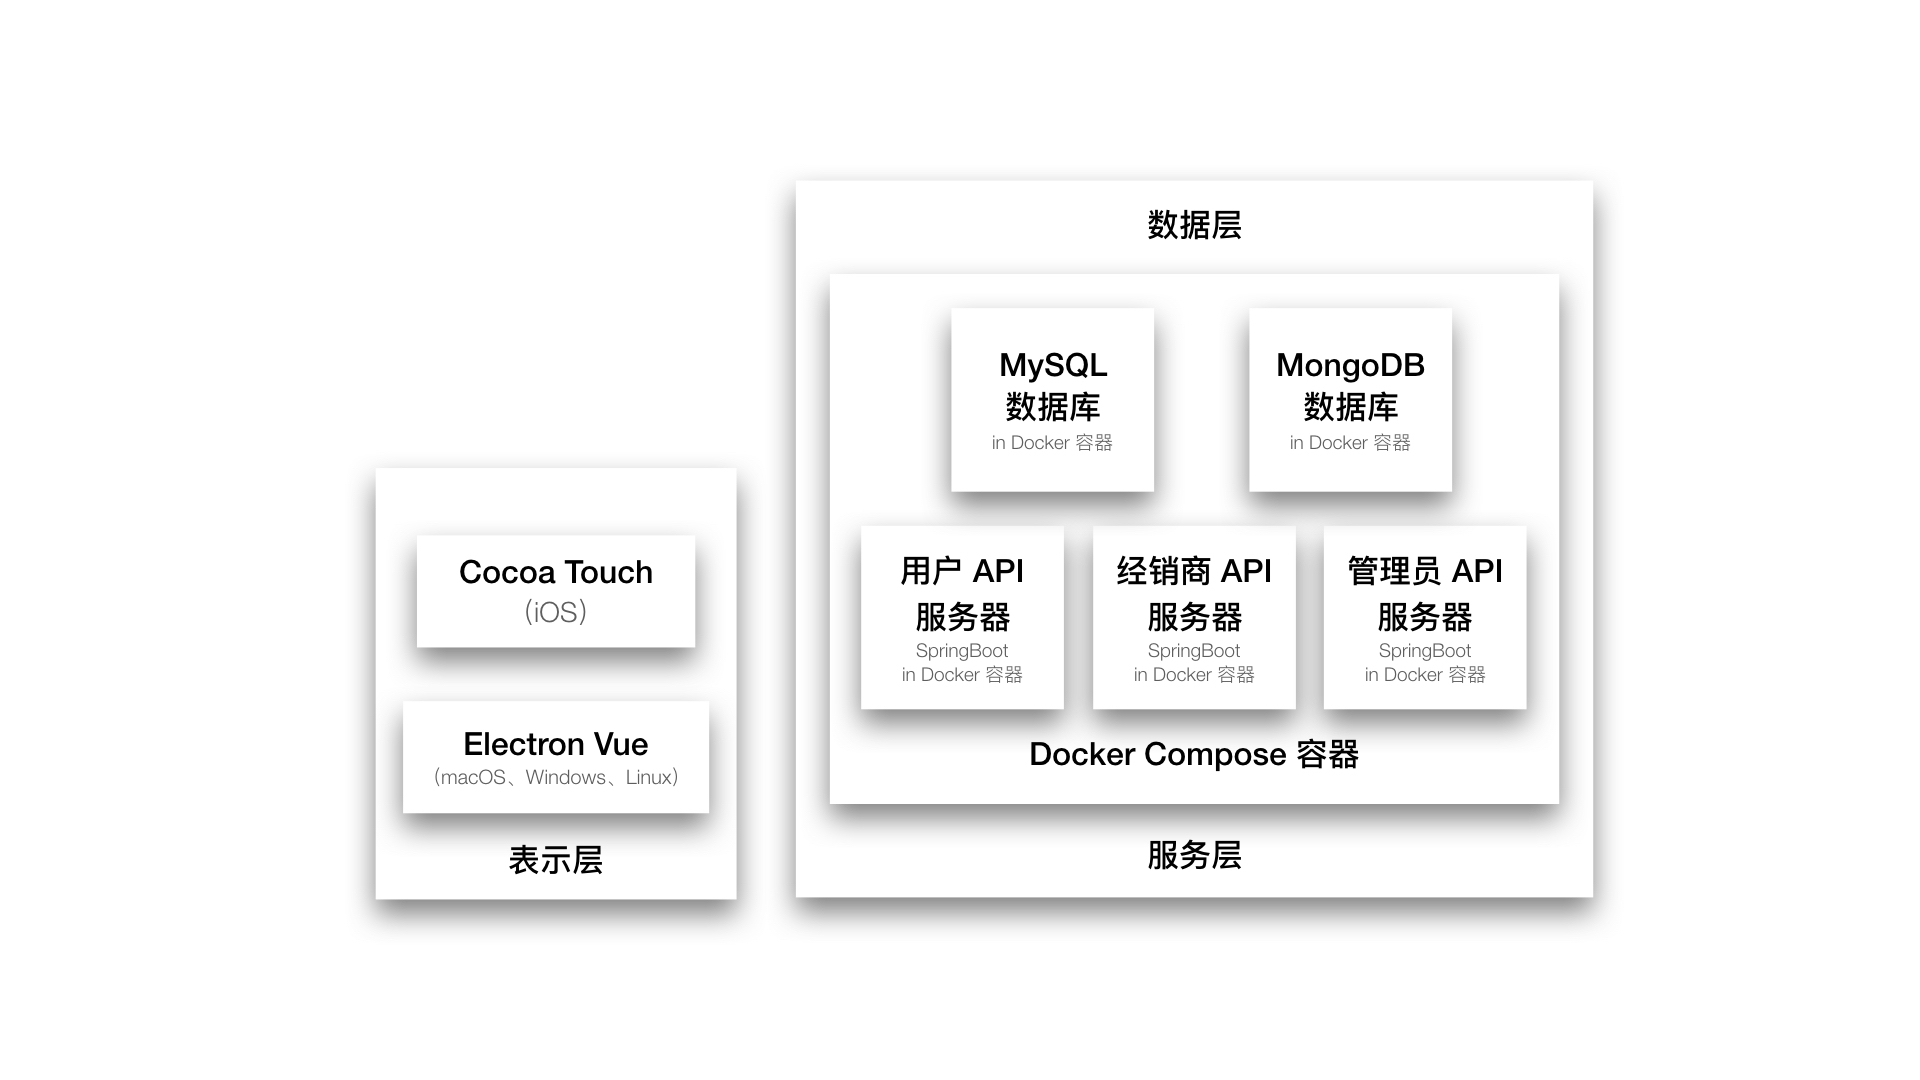 Cocoa Touch
（iOS）
Electron Vue
（macOS、Windows、Linux）
表示层
数据层
MySQL
数据库
in Docker 容器
MongoDB
数据库
in Docker 容器
用户 API
服务器
SpringBoot
in Docker 容器
经销商 API
服务器
SpringBoot
in Docker 容器
管理员 API
服务器
SpringBoot
in Docker 容器
Docker Compose 容器
服务层